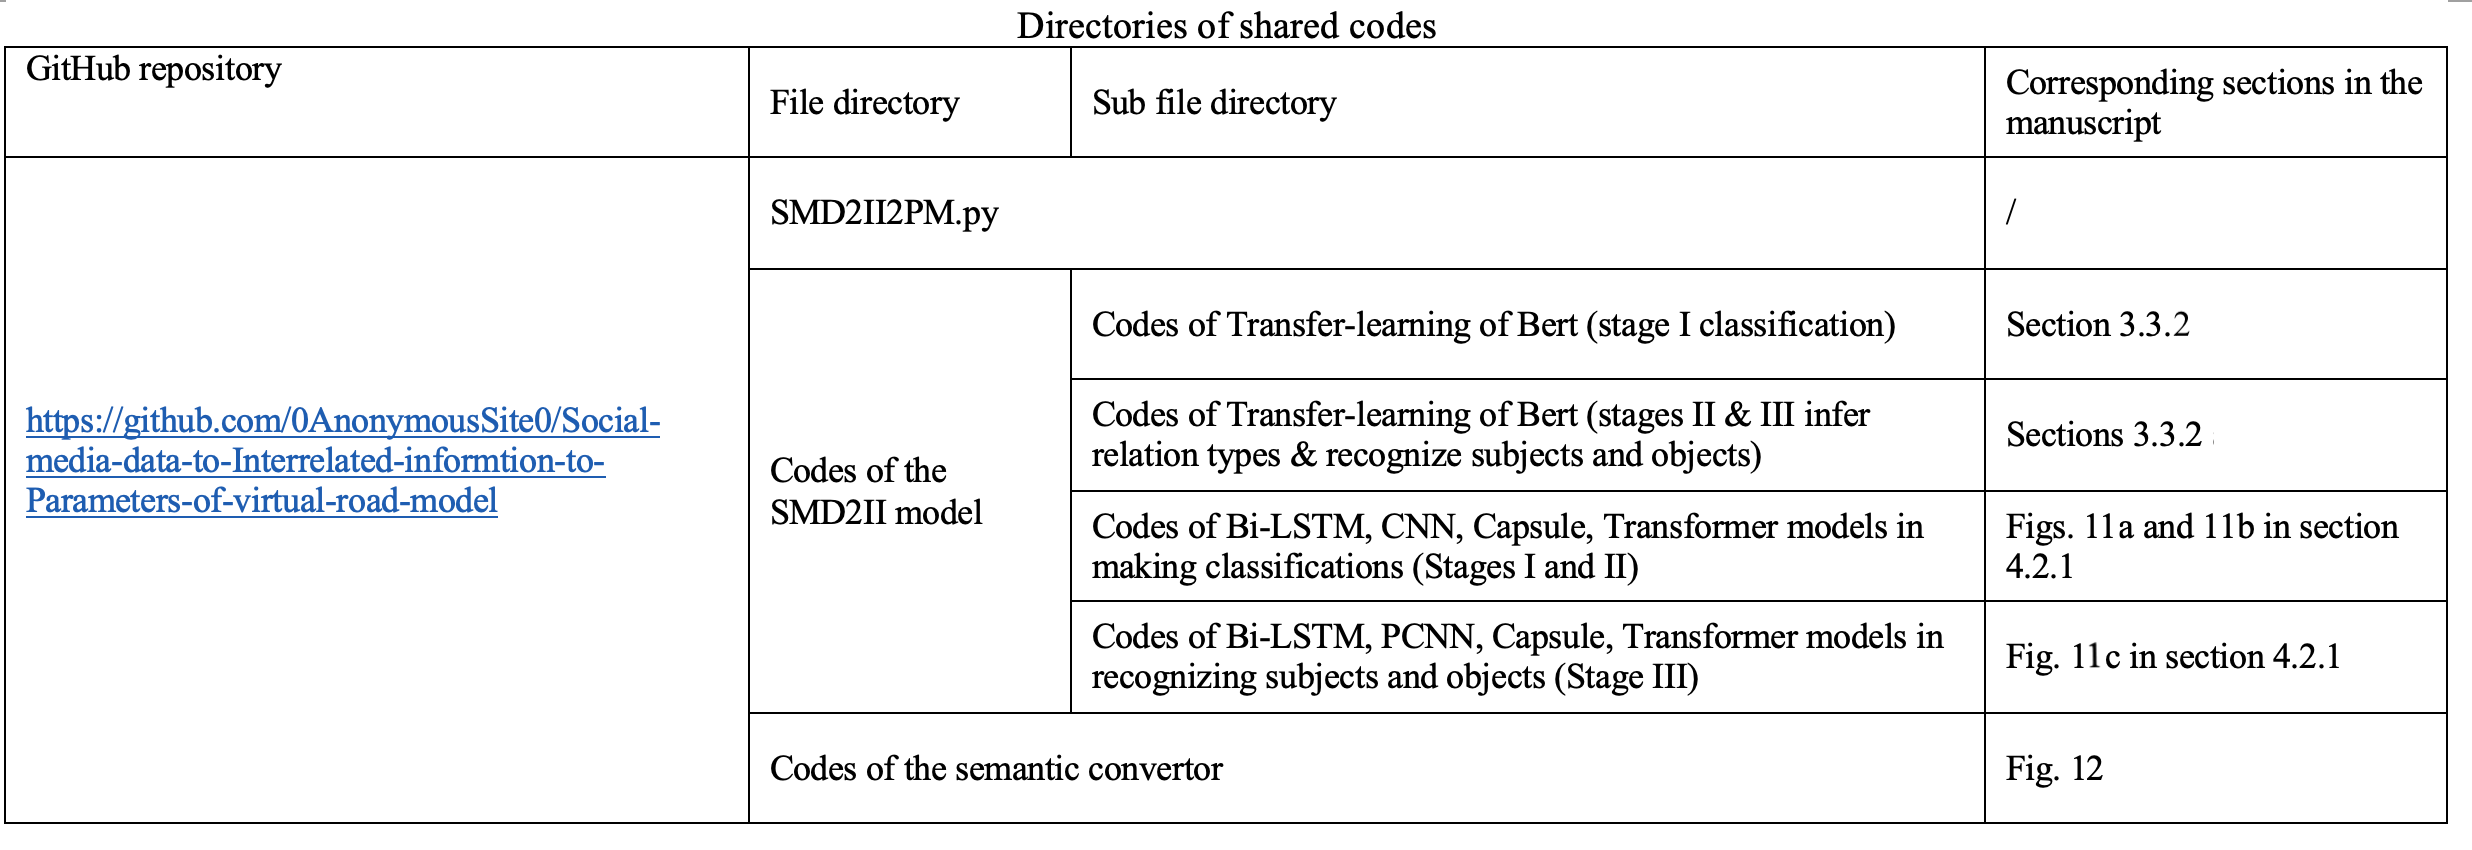 Directories of shared codes
GitHub repository
File directory
Sub file directory
Corresponding sections in the
manuscript
https://github.com/0AnonymousSite0/Social-
media-data-to-Interrelated-informtion-to-
Parameters-of-virtual-road-model
SMD2II2PM.py
/
Codes of the
SMD2II model
Codes of Transfer-learning of Bert (stage I classification)
Section 3.3.2
Codes of Transfer-learning of Bert (stages II & III infer
relation types & recognize subjects and objects)
Sections 3.3.2
Codes of Bi-LSTM, CNN, Capsule, Transformer models in
making classifications (Stages I and II)
Figs. 11a and 11b in section
4.2.1
Codes of Bi-LSTM, PCNN, Capsule, Transformer models in
recognizing subjects and objects (Stage III)
Fig. 11c in section 4.2.1
Codes of the semantic convertor
Fig. 12